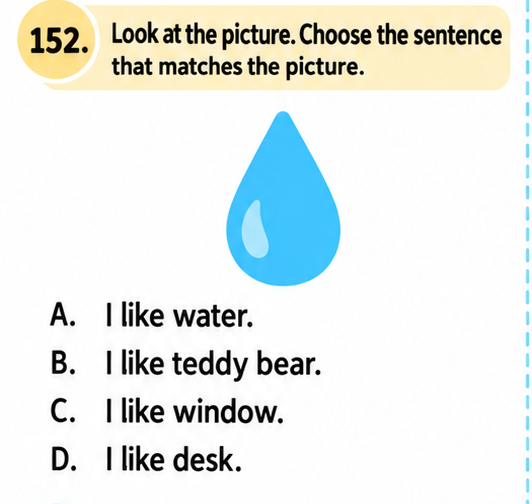 152. Look at the picture. Choose the sentence
that matches the picture.
A. I like water.
B. I like teddy bear.
C. I like window.
D. I like desk.